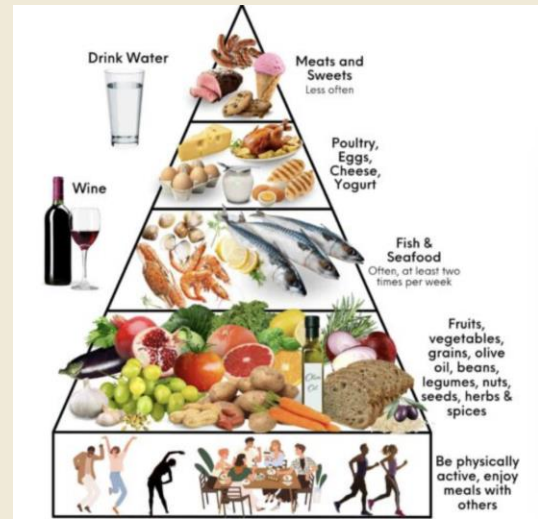 Drink Water
Meats and
Sweets
Less often
Poultry,
Eggs,
Cheese,
Yogurt
Wine
Fish &
Seafood
Often, at least two
times per week
Fruits,
vegetables,
grains, olive
oil, beans,
legumes, nuts,
seeds, herbs &
spices
Olive
Oil
Be physically
active, enjoy
meals with
others